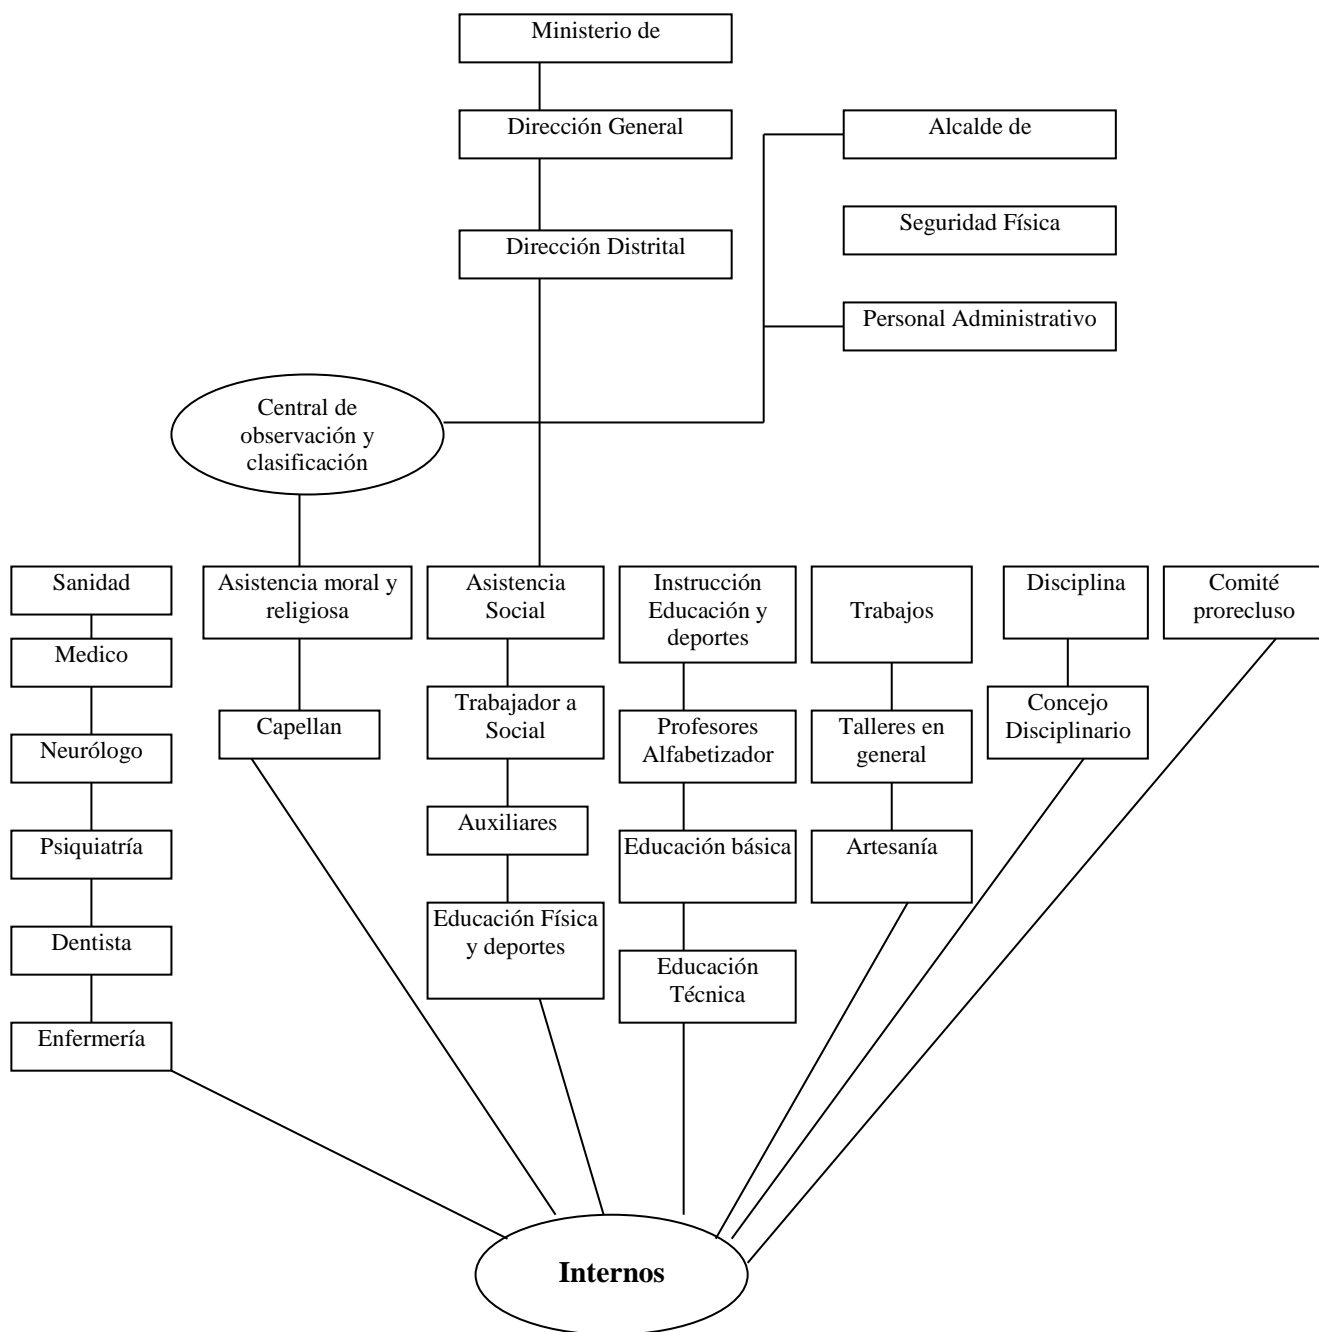 Ministerio de
Dirección General
Alcalde de
Seguridad Física
Dirección Distrital
Personal Administrativo
Central de
observación y
clasificación
Sanidad
Asistencia moral y
religiosa
Asistencia
Social
Instrucción
Educación y
deportes
Trabajos
Disciplina
Comité
prorecluso
Medico
Capellan
Trabajador a
Social
Profesores
Alfabetizador
Talleres en
general
Concejo
Disciplinario
Neurólogo
Auxiliares
Educación básica
Artesanía
Psiquiatría
Educación Física
y deportes
Dentista
Educación
Técnica
Enfermería
Internos